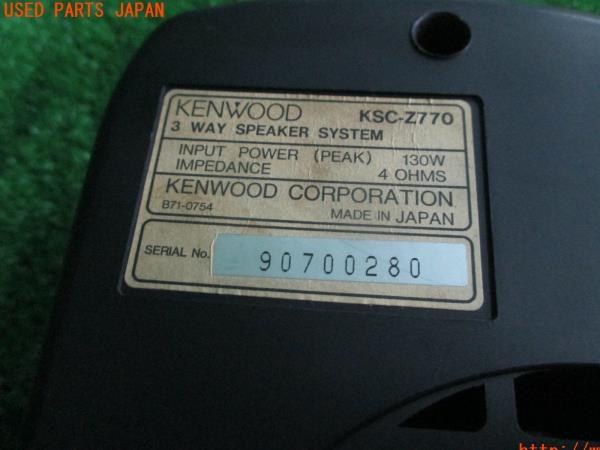 USED PARTS JAPAN
KENWOOD KSC-Z770
3 WAY SPEAKER SYSTEM
INPUT POWER (PEAK) 130W
IMPEDANCE 4 OHMS
KENWOOD CORPORATION
B71-0754 MADE IN JAPAN
SERIAL No. 90700280